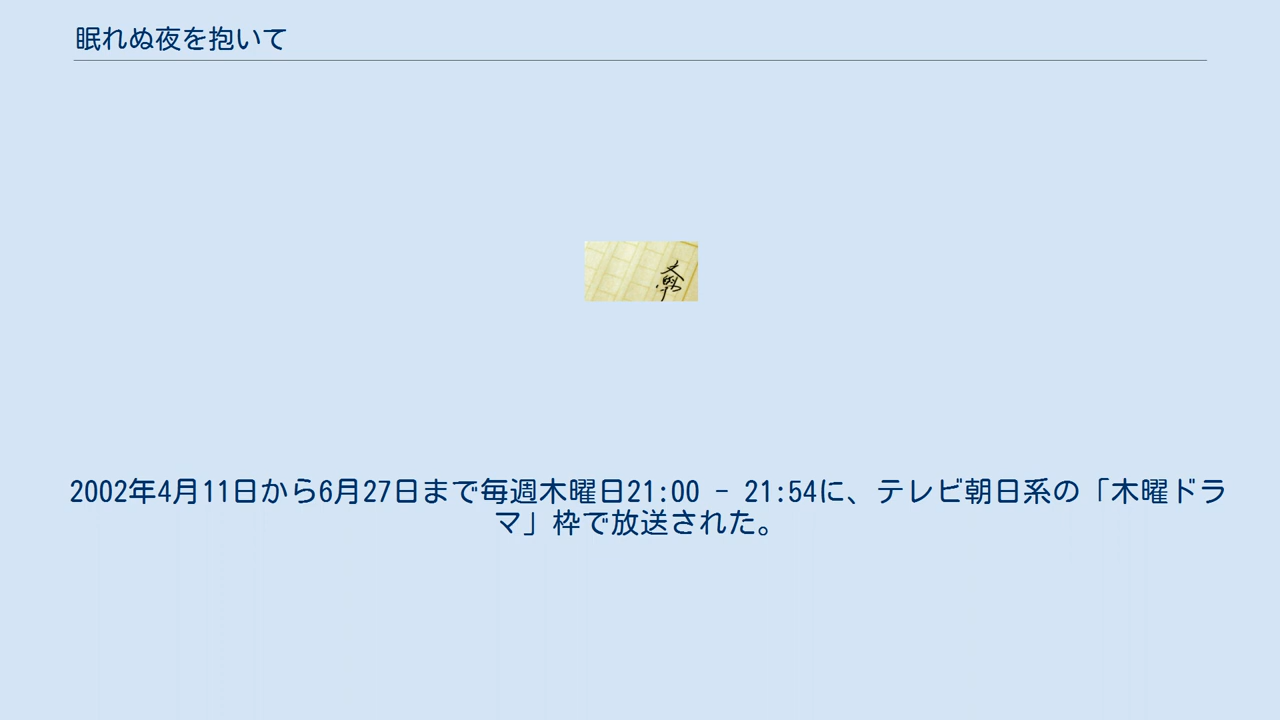 眠れぬ夜を抱いて
2002年4月11日から6月27日まで毎週木曜日21:00 - 21:54に、テレビ朝日系の「木曜ドラ
マ」枠で放送された。